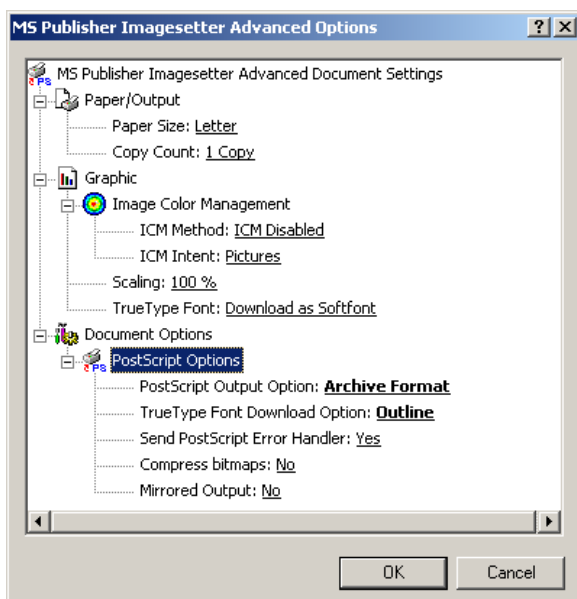 MS Publisher Imagesetter Advanced Options
MS Publisher Imagesetter Advanced Document Settings
Paper/Output
Paper Size: Letter
Copy Count: 1 Copy
Graphic
Image Color Management
ICM Method: ICM Disabled
ICM Intent: Pictures
Scaling: 100 %
TrueType Font: Download as Softfont
Document Options
PostScript Options
PostScript Output Option: Archive Format
TrueType Font Download Option: Outline
Send PostScript Error Handler: Yes
Compress bitmaps: No
Mirrored Output: No
OK Cancel